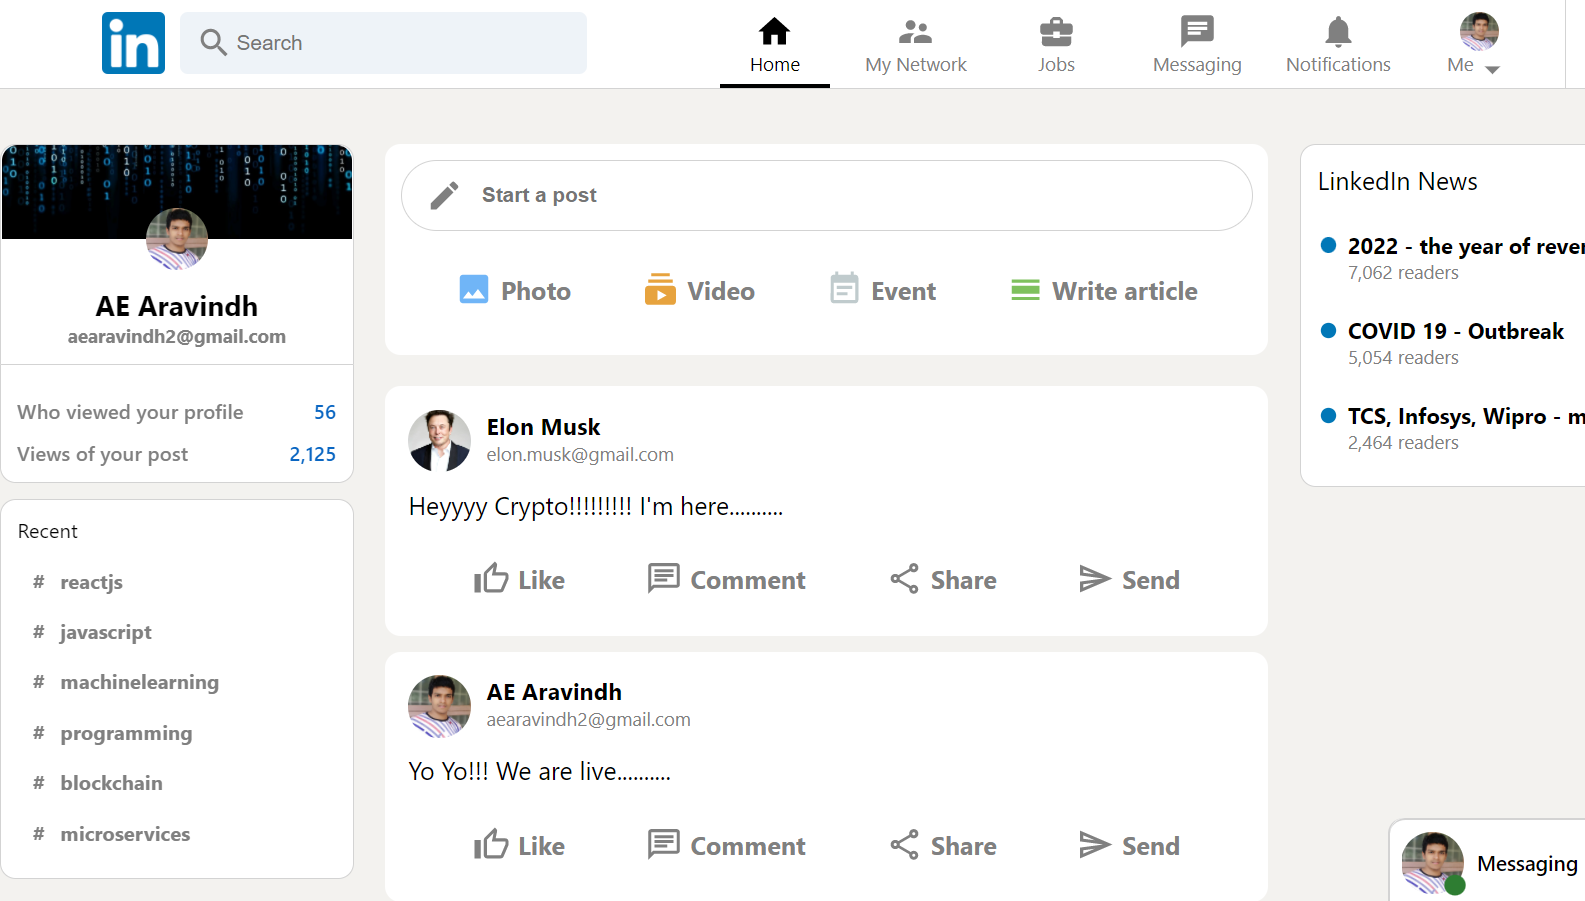 in
Search
Home
My Network
Jobs
Messaging
Notifications
Me
AE Aravindh
aearavindh2@gmail.com
Who viewed your profile 56
Views of your post 2,125
Recent
# reactjs
# javascript
# machinelearning
# programming
# blockchain
# microservices
Start a post
Photo
Video
Event
Write article
Elon Musk
elon.musk@gmail.com
Heyyyy Crypto!!!!!!!!! I'm here..........
Like
Comment
Share
Send
AE Aravindh
aearavindh2@gmail.com
Yo Yo!!! We are live..........
Like
Comment
Share
Send
LinkedIn News
2022 - the year of
7,062 readers
COVID 19 - Outbreak
5,054 readers
TCS, Infosys, Wipro -
2,464 readers
Messaging